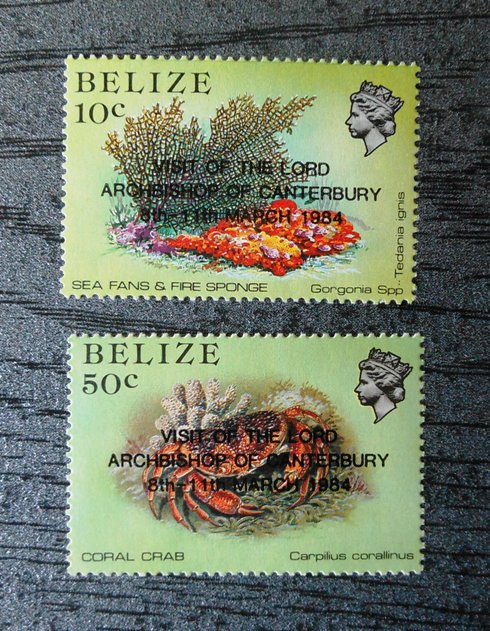 BELIZE
10c
VISIT OF THE LORD
ARCHBISHOP OF CANTERBURY
8th-11th MARCH 1984
SEA FANS & FIRE SPONGE
Gorgonia Spp - Tedania ignis
BELIZE
50c
VISIT OF THE LORD
ARCHBISHOP OF CANTERBURY
8th-11th MARCH 1984
CORAL CRAB
Carpilius corallinus